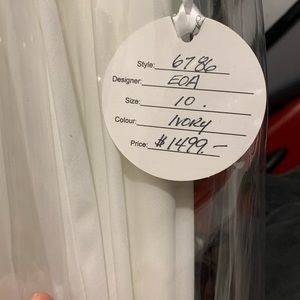 Style: 6786
Designer: EOA
Size: 10.
Colour: IVORY
Price: $1499.-